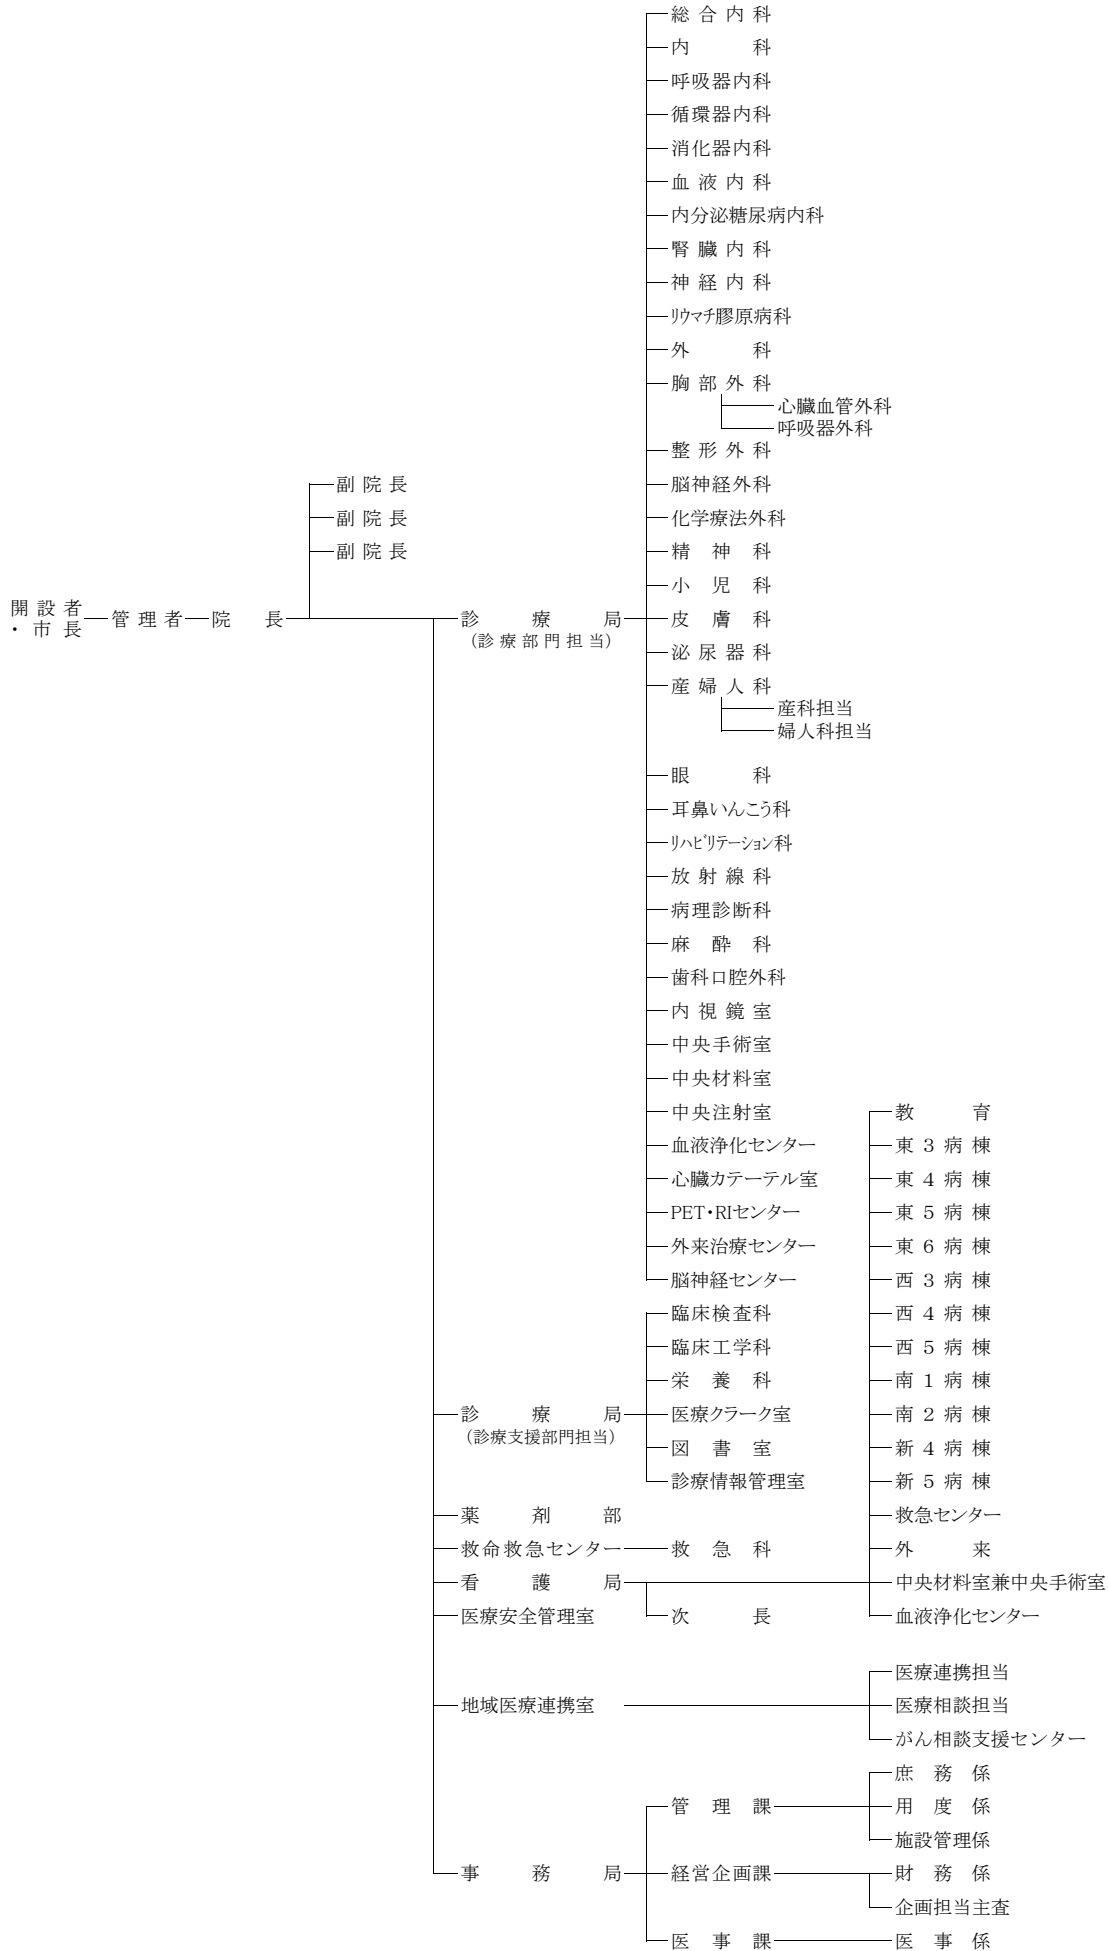 総合内科
内科
呼吸器内科
循環器内科
消化器内科
血液内科
内分泌糖尿病内科
腎臓内科
神経内科
ﾘｳﾏﾁ膠原病科
外科
胸部外科
心臓血管外科
呼吸器外科
整形外科
副院長 脳神経外科
副院長 化学療法外科
副院長 精神科
小児科
開設者・市長 管理者 院長 診療局 皮膚科
(診療部門担当)
泌尿器科
産婦人科
産科担当
婦人科担当
眼科
耳鼻いんこう科
ﾘﾊﾋﾞﾘﾃｰｼｮﾝ科
放射線科
病理診断科
麻酔科
歯科口腔外科
内視鏡室
中央手術室
中央材料室
中央注射室 教育
血液浄化センター 東3病棟
心臓カテーテル室 東4病棟
PET・RIセンター 東5病棟
外来治療センター 東6病棟
脳神経センター 西3病棟
臨床検査科 西4病棟
臨床工学科 西5病棟
栄養科 南1病棟
診療局 医療クラーク室 南2病棟
(診療支援部門担当)
図書室 新4病棟
診療情報管理室 新5病棟
薬剤部 救急センター
救命救急センター 救急科 外来
看護局 中央材料室兼中央手術室
医療安全管理室 次長 血液浄化センター
医療連携担当
地域医療連携室 医療相談担当
がん相談支援センター
庶務係
管理課 用度係
施設管理係
事務局 経営企画課 財務係
企画担当主査
医事課 医事係